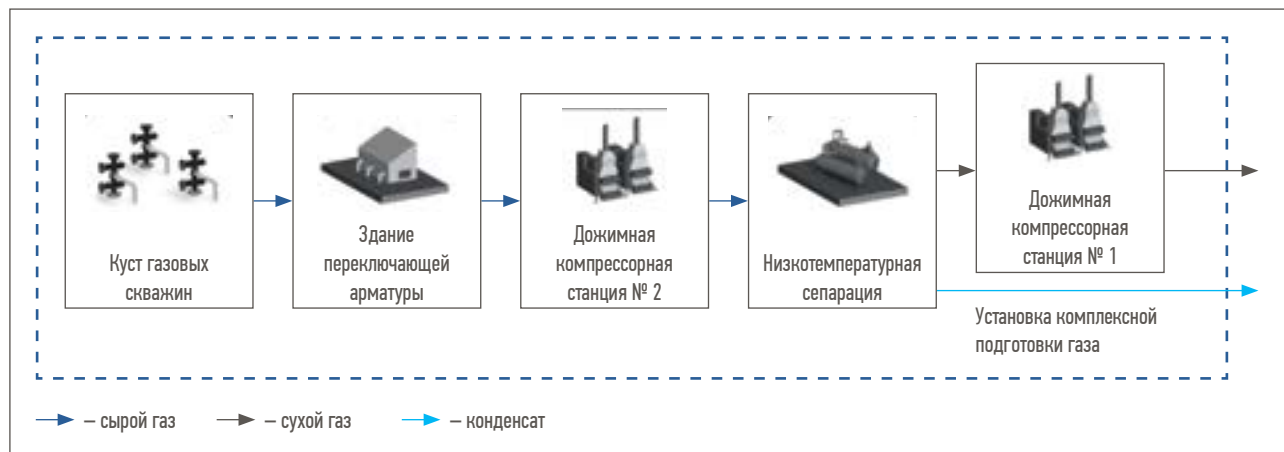 Куст газовых
скважин
Здание
переключающей
арматуры
Дожимная
компрессорная
станция № 2
Низкотемпературная
сепарация
Дожимная
компрессорная
станция № 1
Установка комплексной
подготовки газа
– сырой газ
– сухой газ
– конденсат